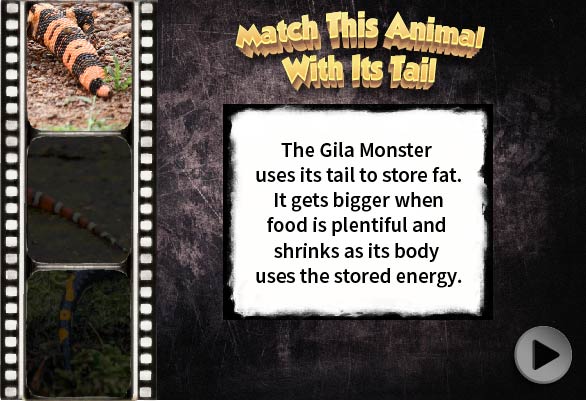 Match This Animal
With Its Tail
The Gila Monster
uses its tail to store fat.
It gets bigger when
food is plentiful and
shrinks as its body
uses the stored energy.